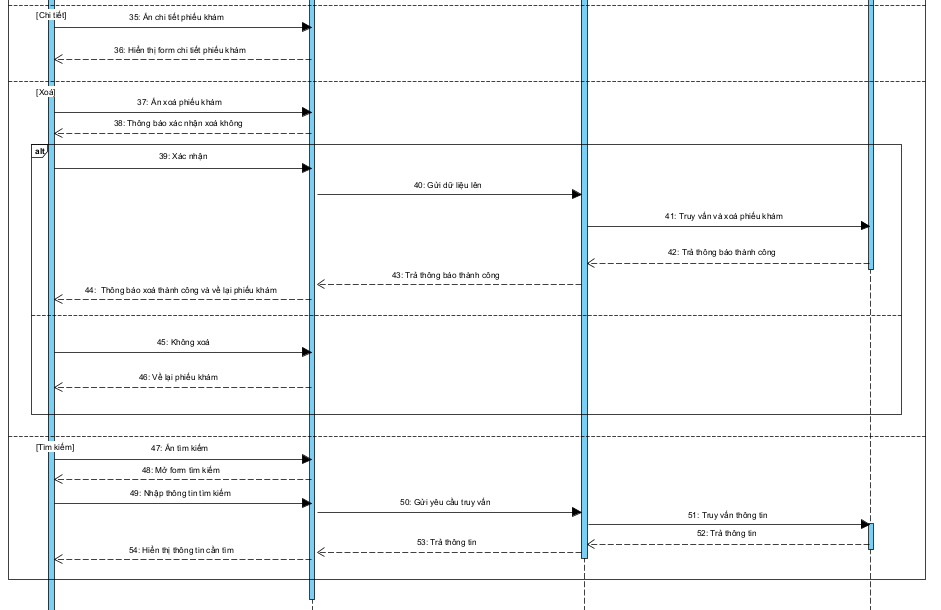 [Chi tiết]
35: Ấn chi tiết phiếu khám
36: Hiển thị form chi tiết phiếu khám
[Xoá]
37: Ấn xoá phiếu khám
38: Thông báo xác nhận xoá không
alt
39: Xác nhận
40: Gửi dữ liệu lên
41: Truy vấn và xoá phiếu khám
42: Trả thông báo thành công
43: Trả thông báo thành công
44: Thông báo xoá thành công và về lại phiếu khám
45: Không xoá
46: Về lại phiếu khám
[Tìm kiếm]
47: Ấn tìm kiếm
48: Mở form tìm kiếm
49: Nhập thông tin tìm kiếm
50: Gửi yêu cầu truy vấn
51: Truy vấn thông tin
52: Trả thông tin
53: Trả thông tin
54: Hiển thị thông tin cần tìm